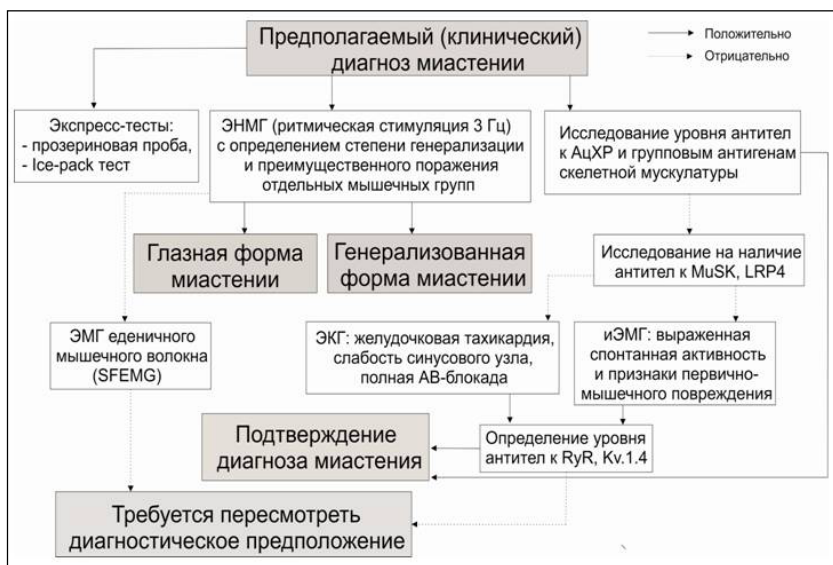 Предполагаемый (клинический)
диагноз миастении
Положительно
Отрицательно
Экспресс-тесты:
- прозериновая проба,
- Ice-pack тест
ЭНМГ (ритмическая стимуляция 3 Гц)
с определением степени генерализации
и преимущественного поражения
отдельных мышечных групп
Исследование уровня антител
к АцХР и групповым антигенам
скелетной мускулатуры
Глазная форма
миастении
Генерализованная
форма миастении
Исследование на наличие
антител к MuSK, LRP4
ЭМГ еденичного
мышечного волокна
(SFEMG)
ЭКГ: желудочковая тахикардия,
слабость синусового узла,
полная АВ-блокада
иЭМГ: выраженная
спонтанная активность
и признаки первично-
мышечного повреждения
Подтверждение
диагноза миастения
Определение уровня
антител к RyR, Kv.1.4
Требуется пересмотреть
диагностическое предположение